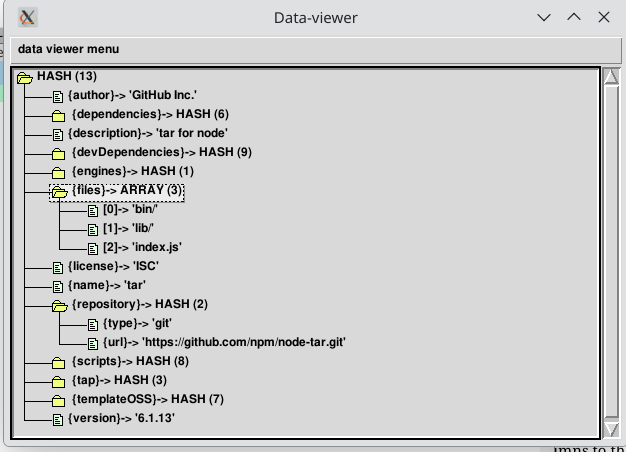 Data-viewer
data viewer menu
HASH (13)
{author}-> 'GitHub Inc.'
{dependencies}-> HASH (6)
{description}-> 'tar for node'
{devDependencies}-> HASH (9)
{engines}-> HASH (1)
{files}-> ARRAY (3)
[0]-> 'bin/'
[1]-> 'lib/'
[2]-> 'index.js'
{license}-> 'ISC'
{name}-> 'tar'
{repository}-> HASH (2)
{type}-> 'git'
{url}-> 'https://github.com/npm/node-tar.git'
{scripts}-> HASH (8)
{tap}-> HASH (3)
{templateOSS}-> HASH (7)
{version}-> '6.1.13'